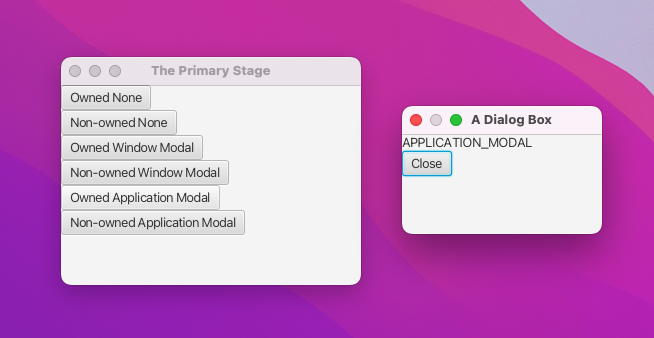 The Primary Stage
Owned None
Non-owned None
Owned Window Modal
Non-owned Window Modal
Owned Application Modal
Non-owned Application Modal
A Dialog Box
APPLICATION_MODAL
Close